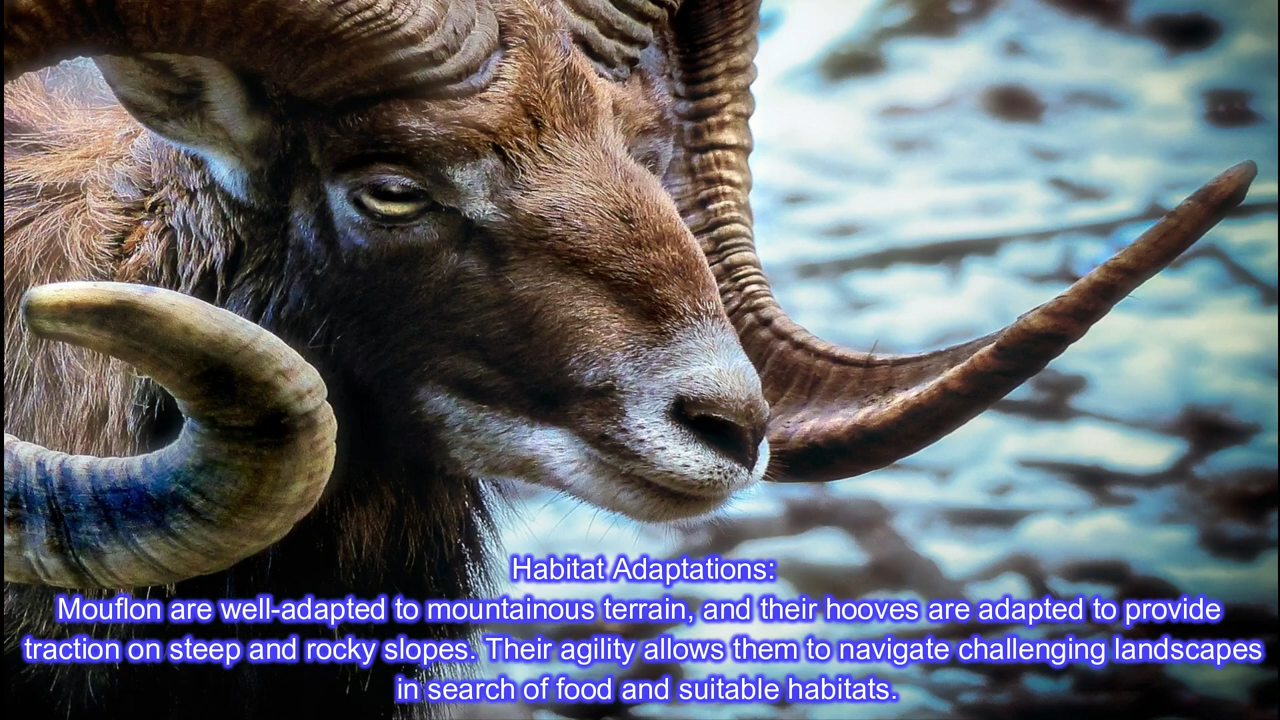 Habitat Adaptations:
Mouflon are well-adapted to mountainous terrain, and their hooves are adapted to provide
traction on steep and rocky slopes. Their agility allows them to navigate challenging landscapes
in search of food and suitable habitats.